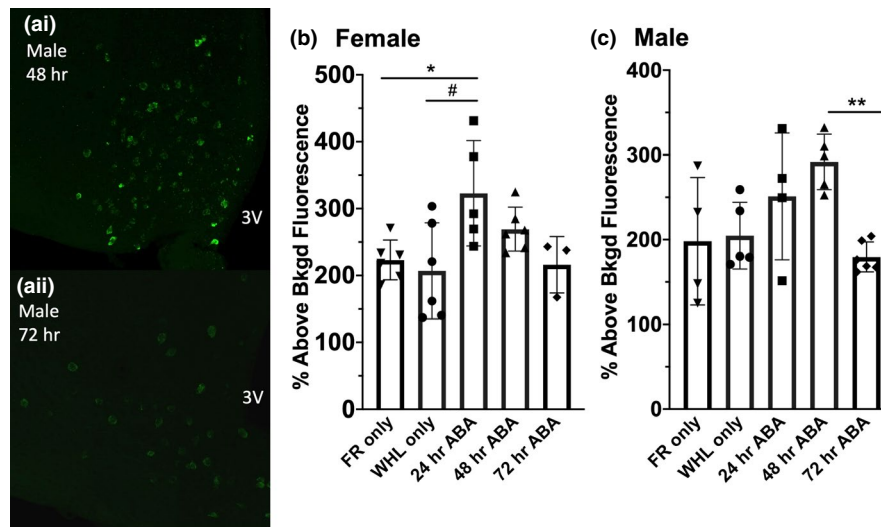 (ai)
Male
48 hr
3V
(aii)
Male
72 hr
3V
(b) Female
% Above Bkgd Fluorescence
500
400
300
200
100
0
*
#
FR only
WHL only
24 hr ABA
48 hr ABA
72 hr ABA
(c) Male
% Above Bkgd Fluorescence
400
300
200
100
0
**
FR only
WHL only
24 hr ABA
48 hr ABA
72 hr ABA